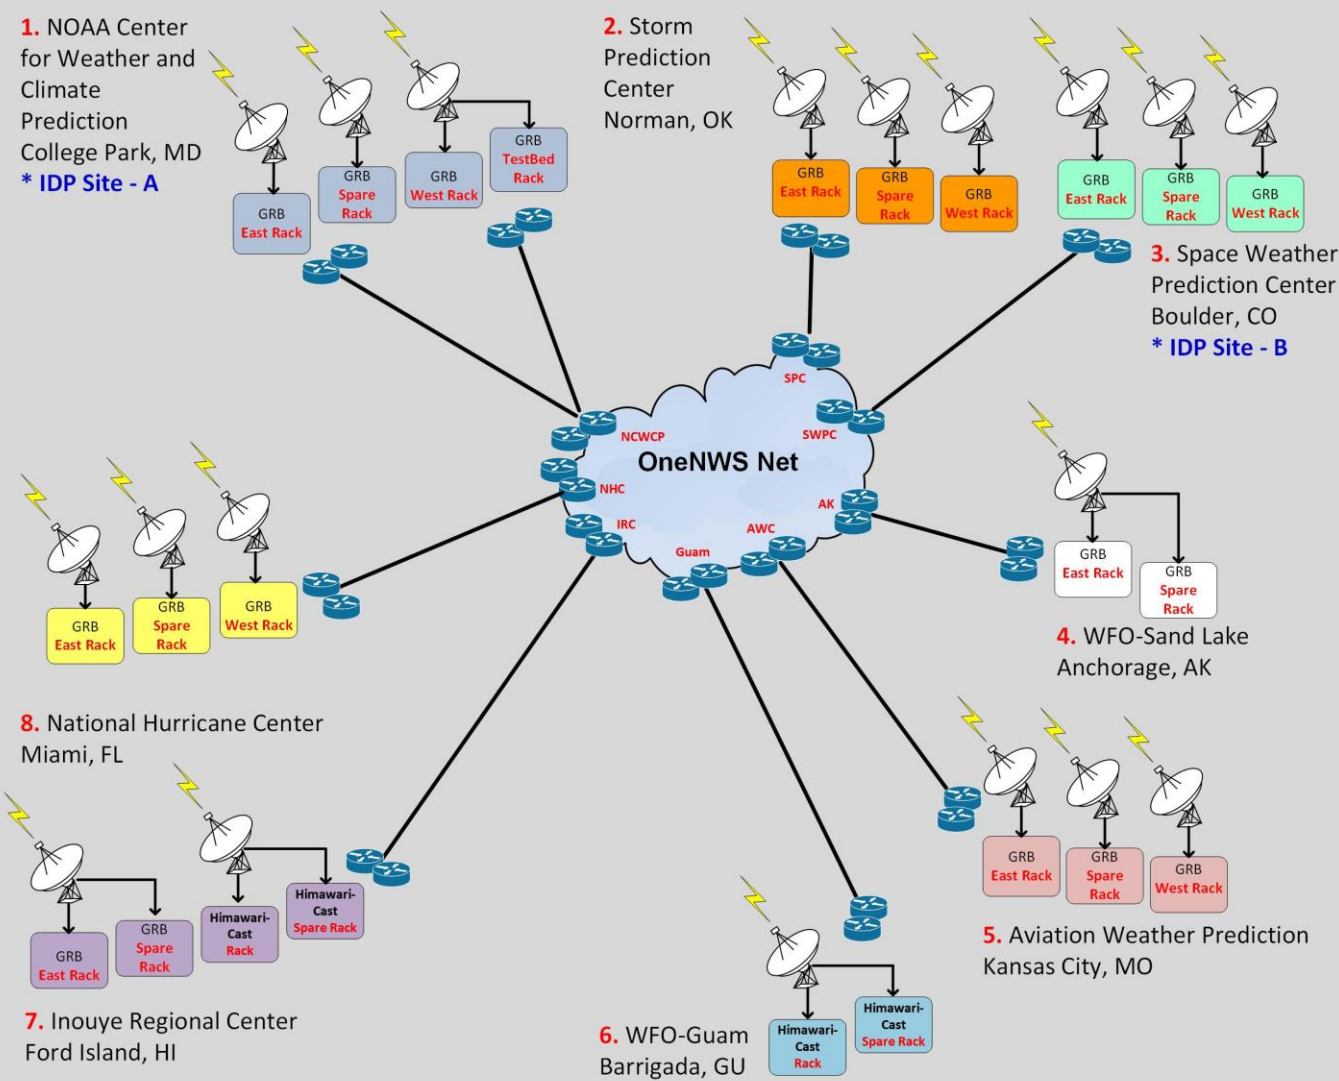 1. NOAA Center
for Weather and
Climate
Prediction
College Park, MD
* IDP Site - A
GRB
East Rack
GRB
Spare
Rack
GRB
West Rack
GRB
TestBed
Rack
2. Storm
Prediction
Center
Norman, OK
GRB
East Rack
GRB
Spare
Rack
GRB
West Rack
GRB
East Rack
GRB
Spare
Rack
GRB
West Rack
3. Space Weather
Prediction Center
Boulder, CO
* IDP Site - B
SPC
SWPC
NCWCP
OneNWS Net
NHC
IRC
Guam
AWC
AK
GRB
East Rack
GRB
Spare
Rack
4. WFO-Sand Lake
Anchorage, AK
GRB
East Rack
GRB
Spare
Rack
GRB
West Rack
8. National Hurricane Center
Miami, FL
GRB
East Rack
GRB
Spare
Rack
GRB
West Rack
5. Aviation Weather Prediction
Kansas City, MO
GRB
East Rack
GRB
Spare
Rack
Himawari-
Cast
Rack
Himawari-
Cast
Spare Rack
7. Inouye Regional Center
Ford Island, HI
Himawari-
Cast
Rack
Himawari-
Cast
Spare Rack
6. WFO-Guam
Barrigada, GU